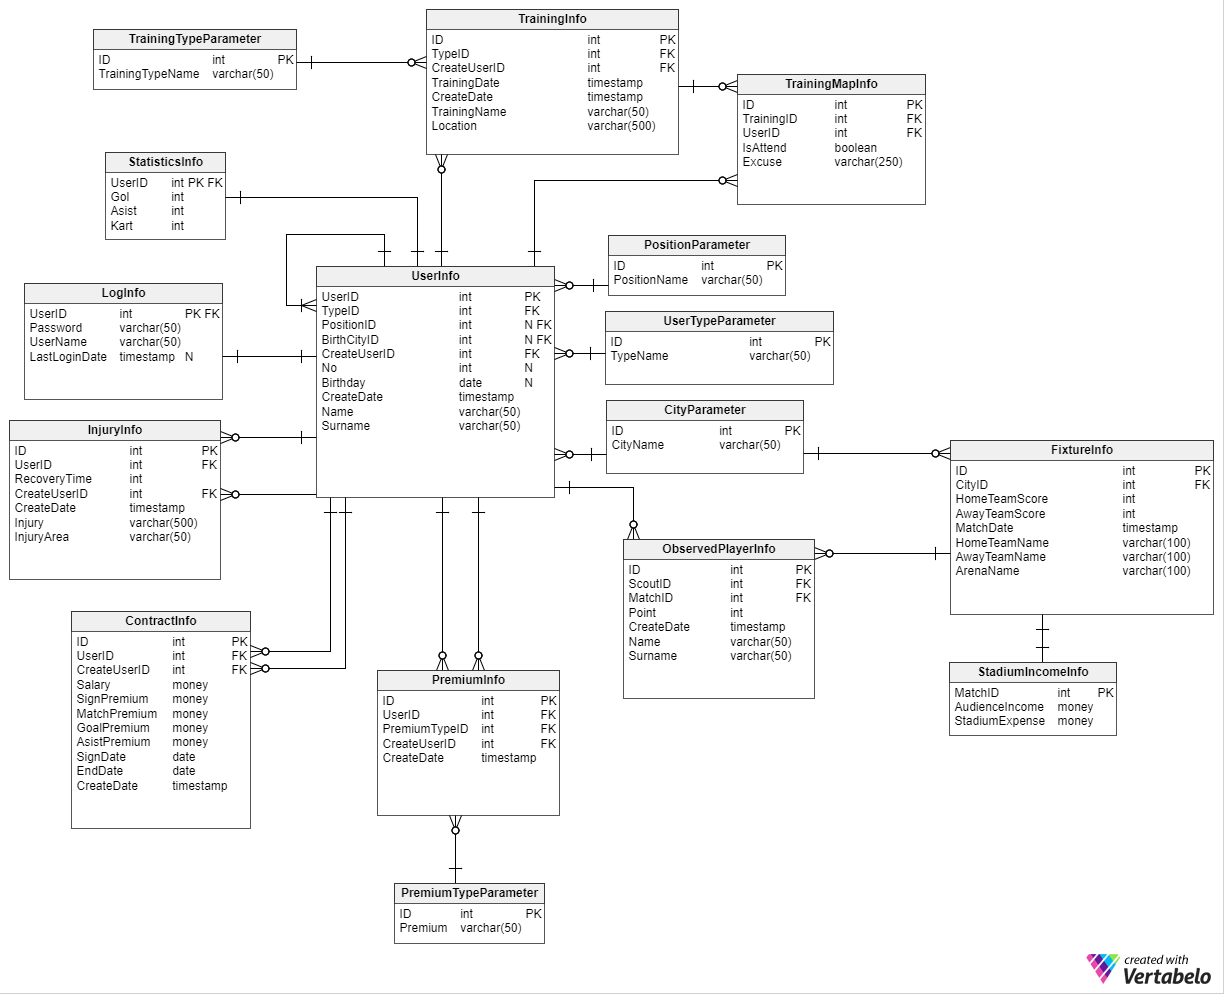 TrainingInfo
ID int PK
TypeID int FK
CreateUserID int FK
TrainingDate timestamp
CreateDate timestamp
TrainingName varchar(50)
Location varchar(500)
TrainingTypeParameter
ID int PK
TrainingTypeName varchar(50)
TrainingMapInfo
ID int PK
TrainingID int FK
UserID int FK
IsAttend boolean
Excuse varchar(250)
StatisticsInfo
UserID int PK FK
Gol int
Asist int
Kart int
PositionParameter
ID int PK
PositionName varchar(50)
UserInfo
UserID int PK
TypeID int FK
PositionID int N FK
BirthCityID int N FK
CreateUserID int FK
No int N
Birthday date N
CreateDate timestamp
Name varchar(50)
Surname varchar(50)
LogInfo
UserID int PK FK
Password varchar(50)
UserName varchar(50)
LastLoginDate timestamp N
UserTypeParameter
ID int PK
TypeName varchar(50)
CityParameter
ID int PK
CityName varchar(50)
InjuryInfo
ID int PK
UserID int FK
RecoveryTime int
CreateUserID int FK
CreateDate timestamp
Injury varchar(500)
InjuryArea varchar(50)
FixtureInfo
ID int PK
CityID int FK
HomeTeamScore int
AwayTeamScore int
MatchDate timestamp
HomeTeamName varchar(100)
AwayTeamName varchar(100)
ArenaName varchar(100)
ObservedPlayerInfo
ID int PK
ScoutID int FK
MatchID int FK
Point int
CreateDate timestamp
Name varchar(50)
Surname varchar(50)
ContractInfo
ID int PK
UserID int FK
CreateUserID int FK
Salary money
SignPremium money
MatchPremium money
GoalPremium money
AsistPremium money
SignDate date
EndDate date
CreateDate timestamp
PremiumInfo
ID int PK
UserID int FK
PremiumTypeID int FK
CreateUserID int FK
CreateDate timestamp
StadiumIncomeInfo
MatchID int PK
AudienceIncome money
StadiumExpense money
PremiumTypeParameter
ID int PK
Premium varchar(50)
created with
Vertabelo